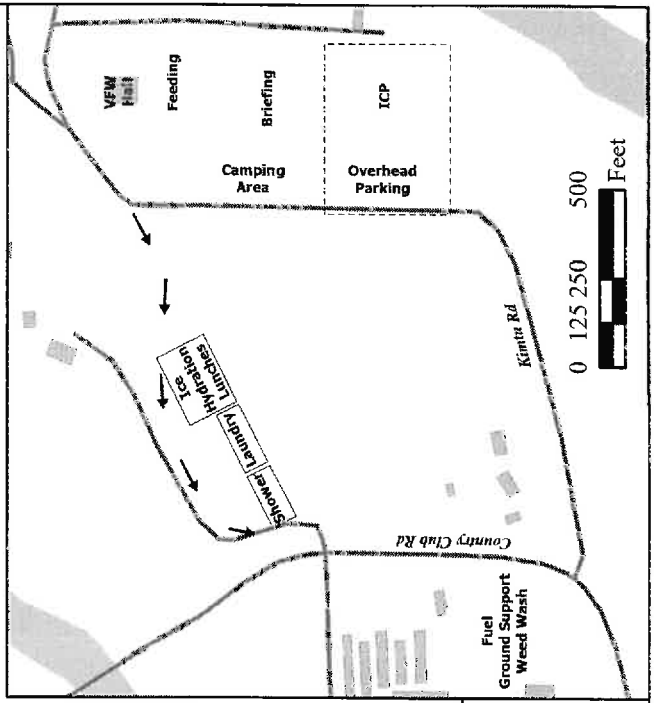 VFW
Hall
Feeding
Briefing
ICP
Camping
Area
Overhead
Parking
Ice
Hydration
Lunches
Laundry
Shower
Kimtu Rd
Country Club Rd
Fuel
Ground Support
Weed Wash
0 125 250 500
Feet